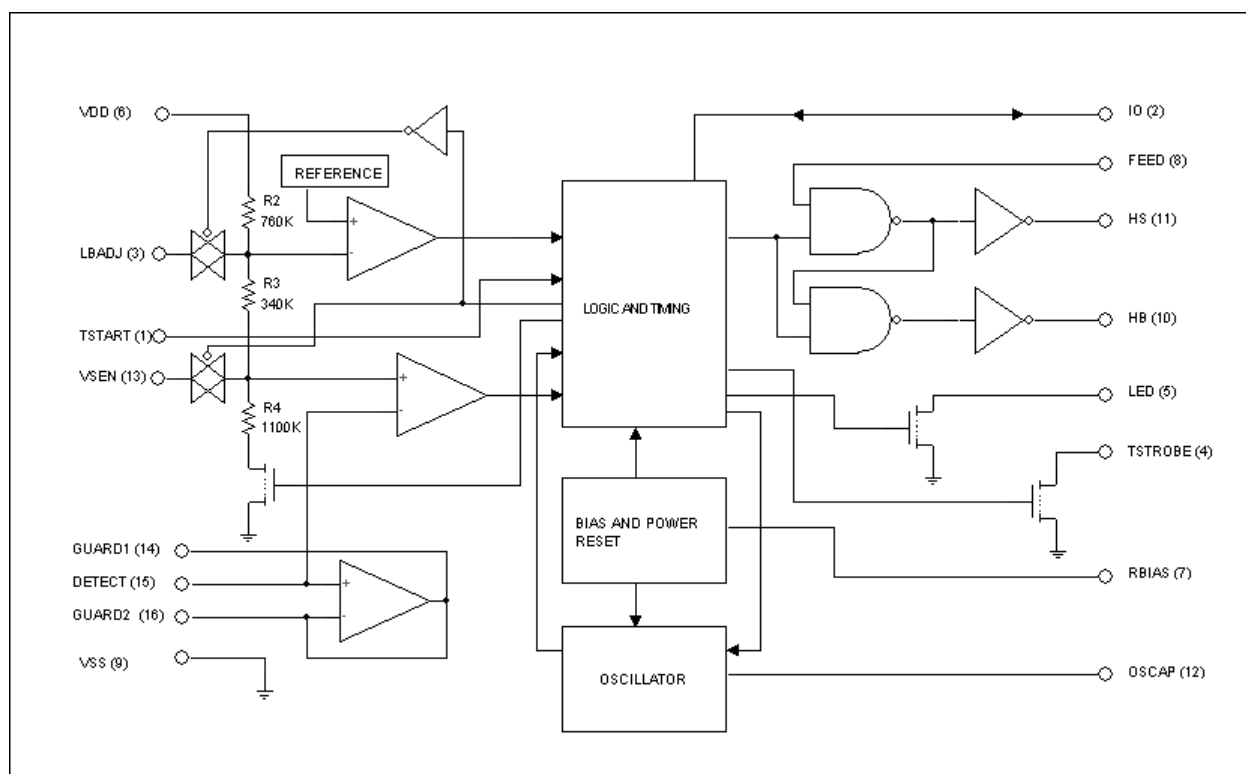 VDD (6)
IO (2)
FEED (8)
REFERENCE
R2
760K
+
-
HS (11)
LBADJ (3)
R3
340K
LOGIC AND TIMING
TSTART (1)
HB (10)
VSEN (13)
+
-
R4
1100K
LED (5)
TSTROBE (4)
BIAS AND POWER
RESET
GUARD1 (14)
DETECT (15)
+
-
GUARD2 (16)
RBIAS (7)
VSS (9)
OSCILLATOR
OSCAP (12)